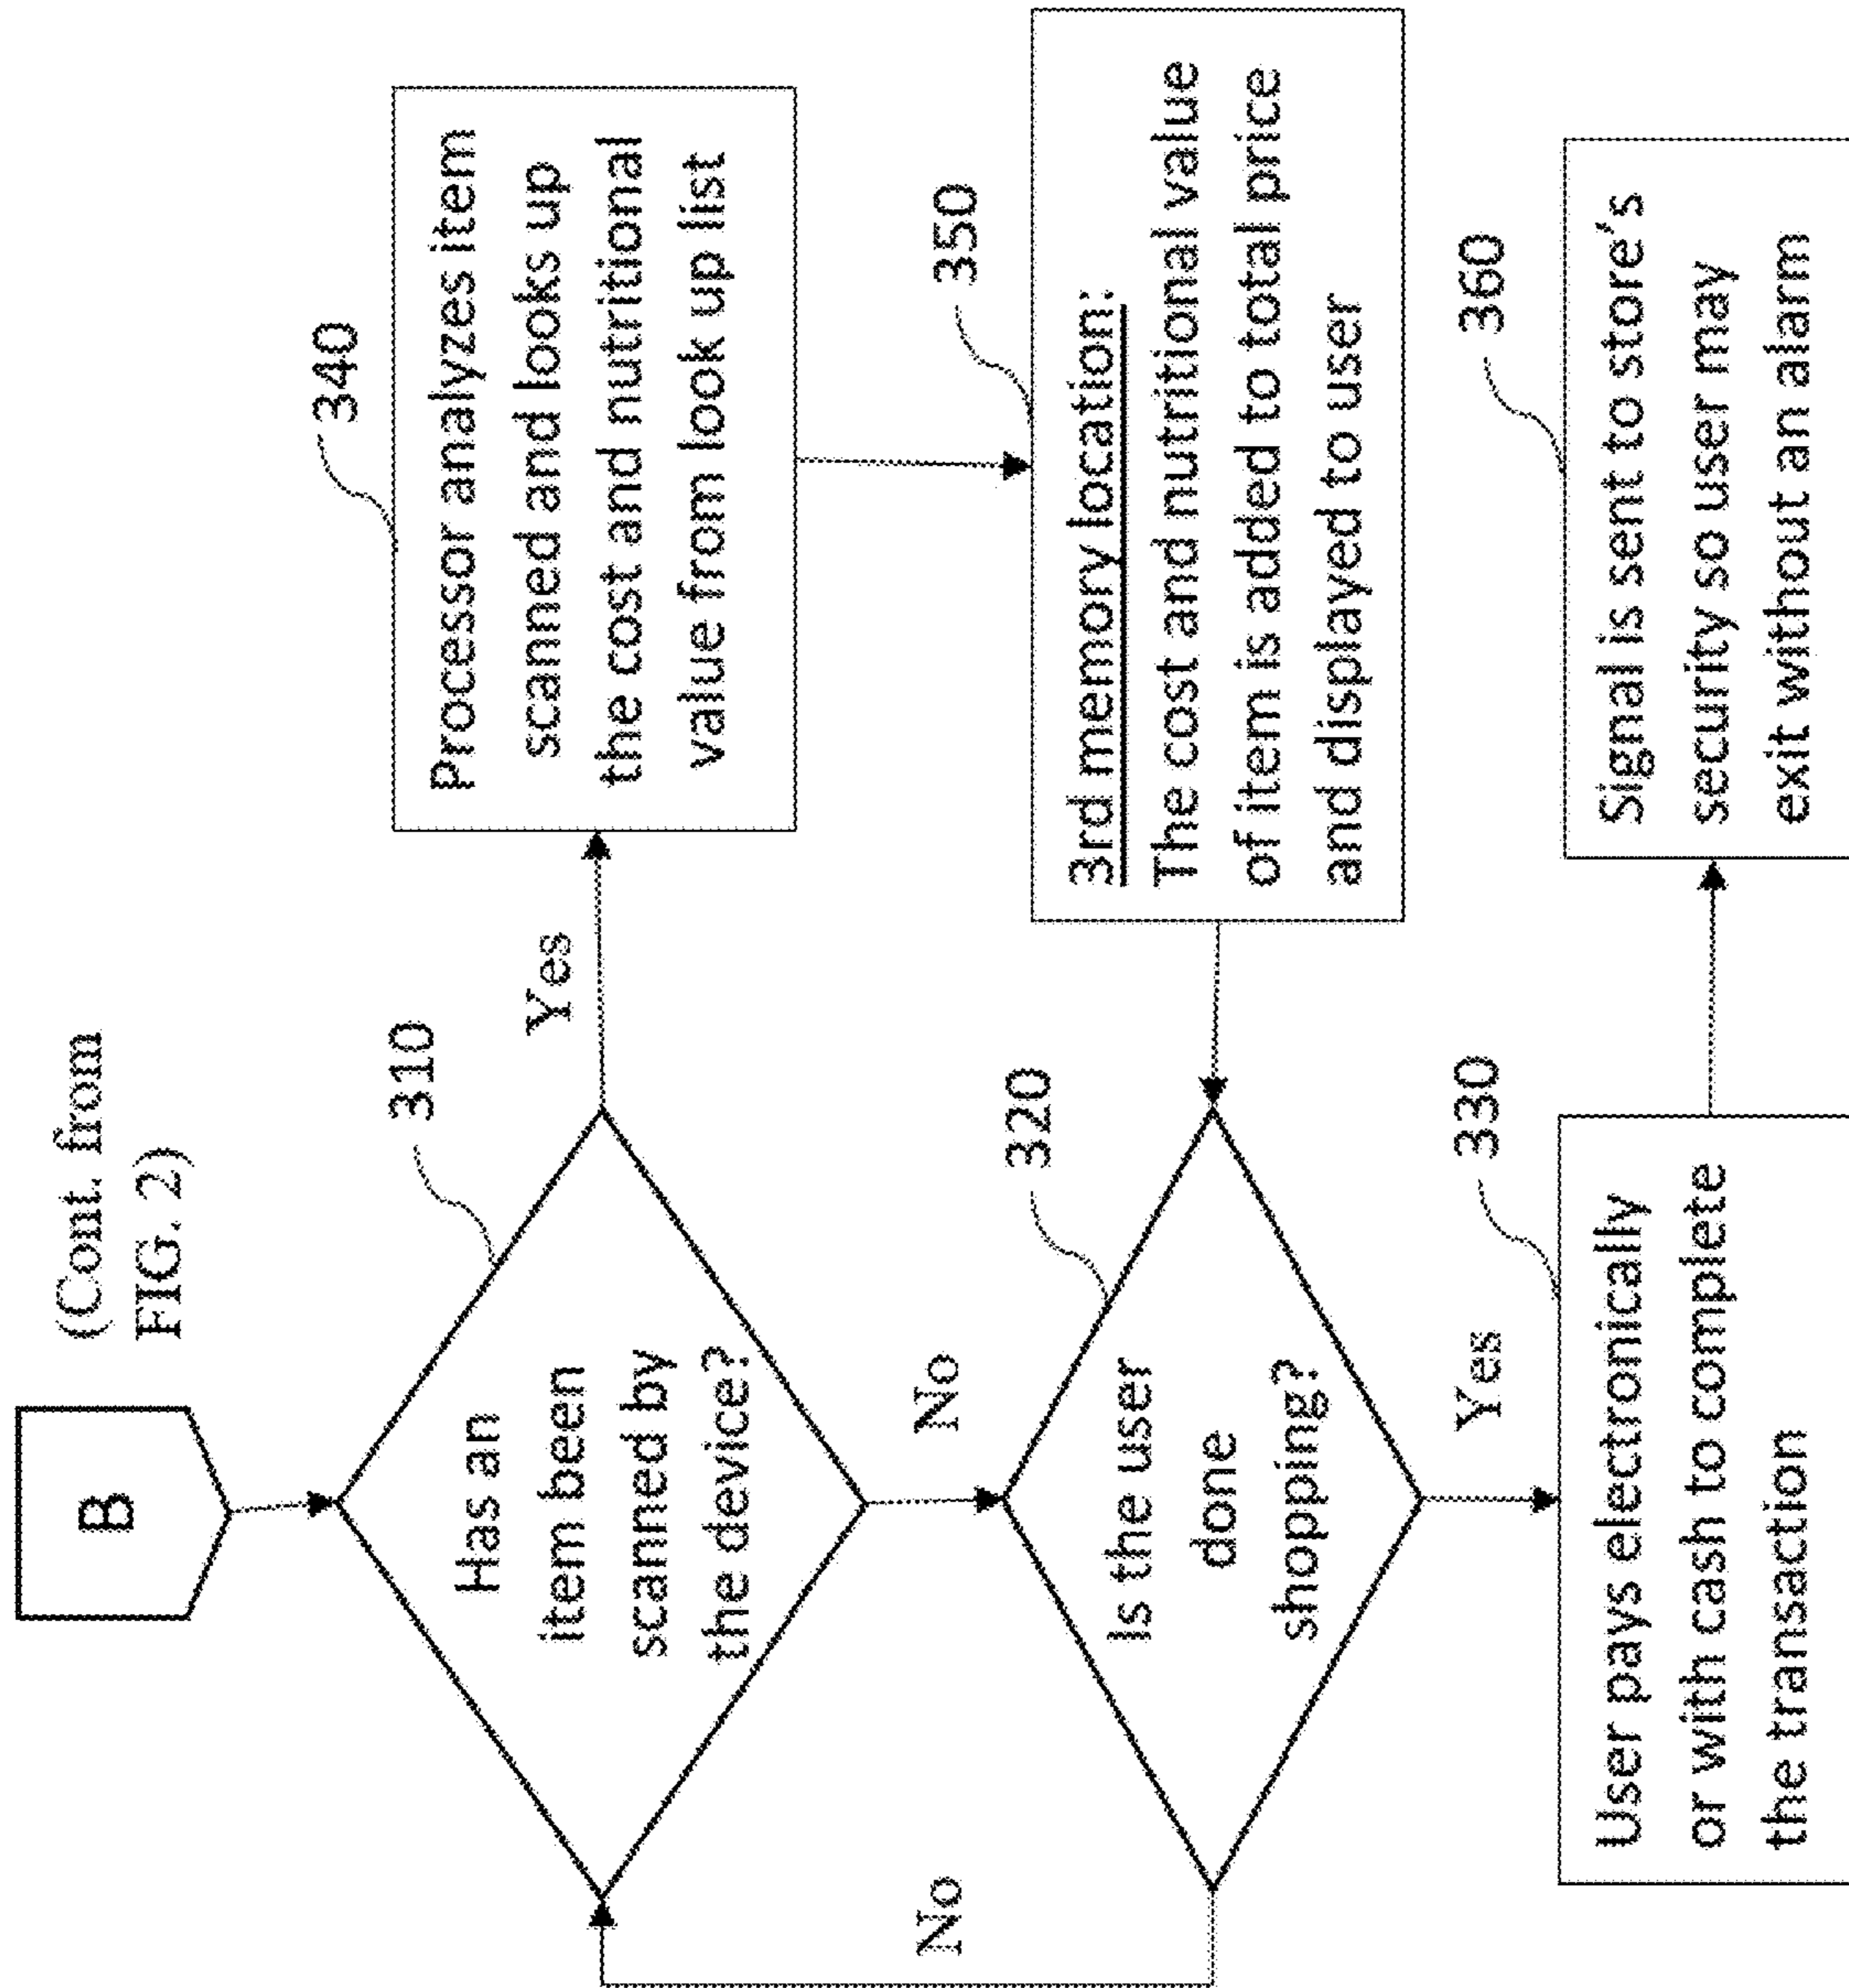 B
(Cont. from
FIG. 2)
310
Has an
item been
scanned by
the device?
Yes
340
Processor analyzes item
scanned and looks up
the cost and nutritional
value from look up list
No
350
3rd memory location:
The cost and nutritional value
of item is added to total price
and displayed to user
320
Is the user
done
shopping?
No
Yes
330
User pays electronically
or with cash to complete
the transaction
360
Signal is sent to store's
security so user may
exit without an alarm